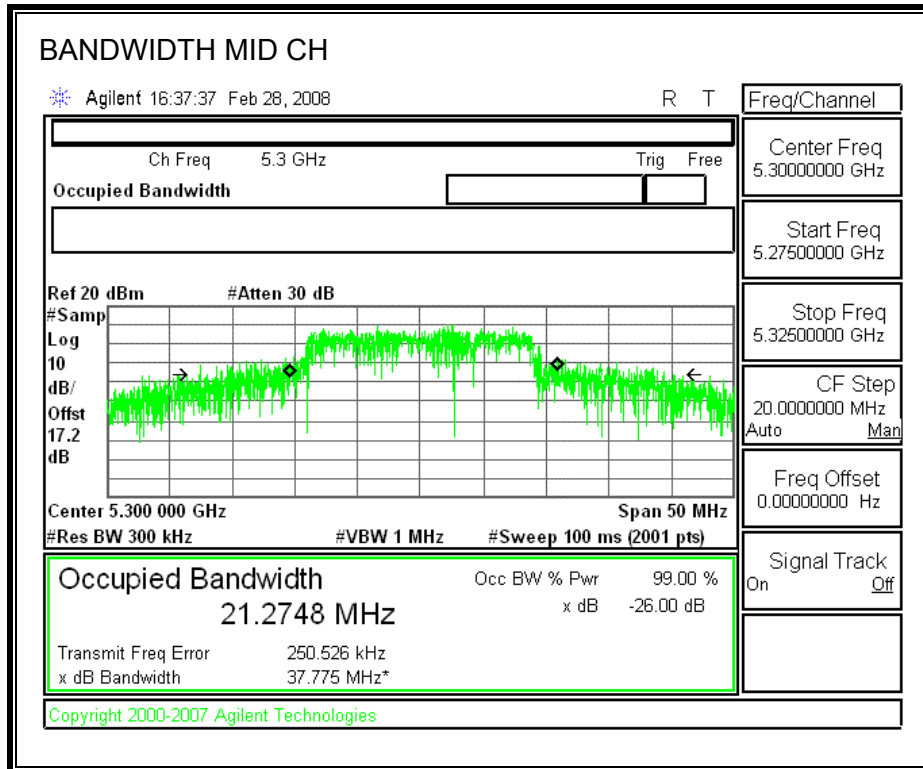 BANDWIDTH MID CH
Agilent 16:37:37 Feb 28, 2008 R T
Freq/Channel
Ch Freq 5.3 GHz Trig Free
Occupied Bandwidth
Center Freq
5.30000000 GHz
Start Freq
5.27500000 GHz
Stop Freq
5.32500000 GHz
CF Step
20.0000000 MHz
Auto Man
Freq Offset
0.00000000 Hz
Signal Track
On Off
Ref 20 dBm #Atten 30 dB
#Samp
Log
10
dB/
Offst
17.2
dB
Center 5.300 000 GHz Span 50 MHz
#Res BW 300 kHz #VBW 1 MHz #Sweep 100 ms (2001 pts)
Occupied Bandwidth Occ BW % Pwr 99.00 %
21.2748 MHz x dB -26.00 dB
Transmit Freq Error 250.526 kHz
x dB Bandwidth 37.775 MHz*
Copyright 2000-2007 Agilent Technologies